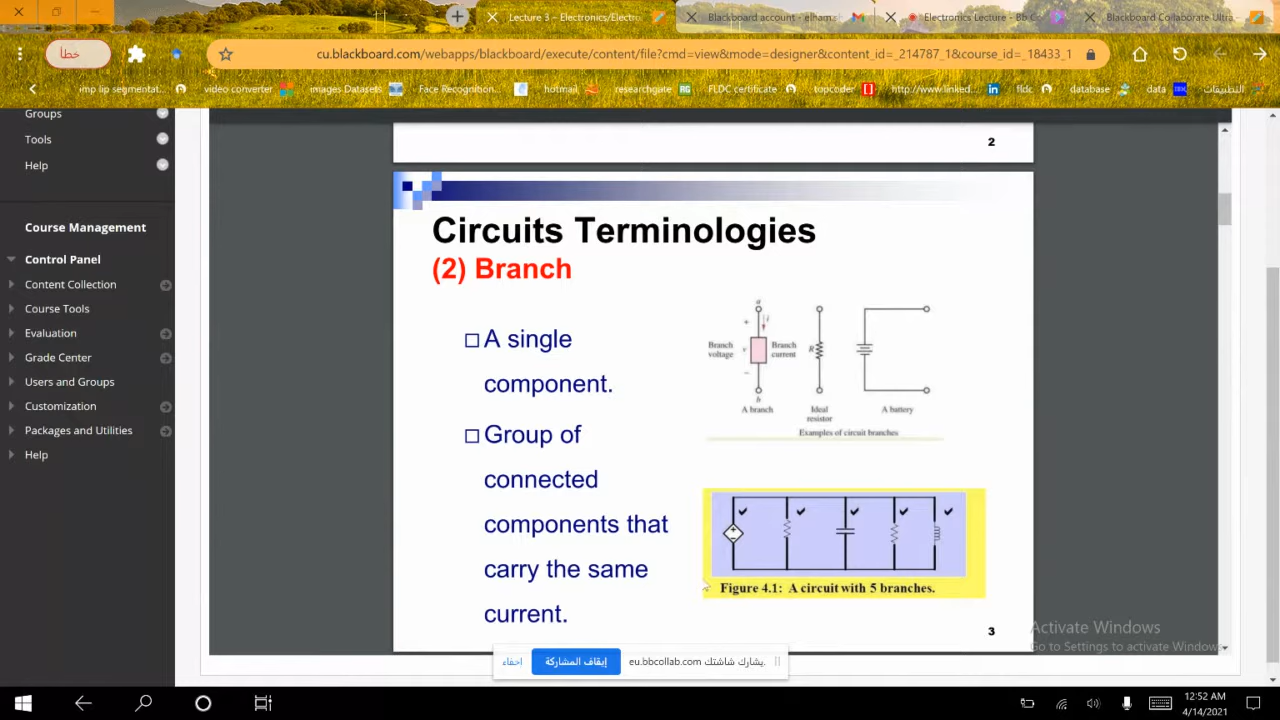 Lecture 3 – Electronics/Electro
Blackboard account - elham.s
Electronics Lecture - Bb Co
Blackboard Collaborate Ultra
خطأ
cu.blackboard.com/webapps/blackboard/execute/content/file?cmd=view&mode=designer&content_id=_214787_1&course_id=_18433_1
imp lip segmentat...
video converter
images Datasets
Face Recognition...
hotmail
researchgate
RG
FLDC certificate
topcoder
http://www.linked...
in
fldc
database
data
التطبيقات
Groups
Tools
Help
Course Management
Control Panel
Content Collection
Course Tools
Evaluation
Grade Center
Users and Groups
Customization
Packages and Utilities
Help
2
Circuits Terminologies
(2) Branch
A single
component.
Group of
connected
components that
carry the same
current.
a
+
i
Branch
voltage
v
Branch
current
–
b
A branch
R
Ideal
resistor
A battery
Examples of circuit branches
Figure 4.1: A circuit with 5 branches.
3
Activate Windows
Go to Settings to activate Windows.
يشارك شاشتك eu.bbcollab.com.
إيقاف المشاركة
إخفاء
12:52 AM
4/14/2021